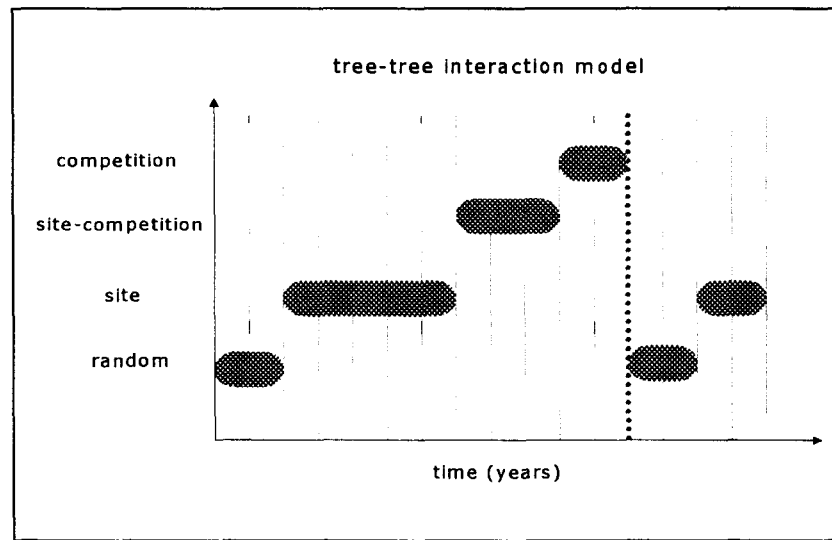 tree-tree interaction model
competition
site-competition
site
random
time (years)